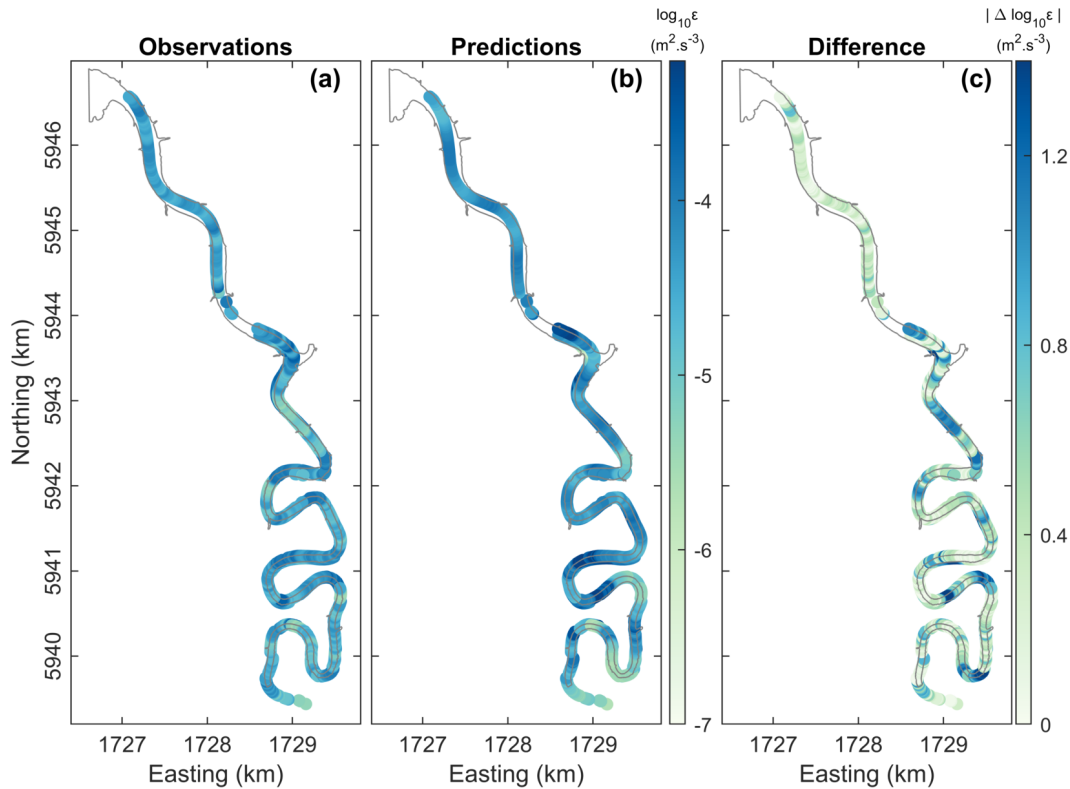 log10ε
(m².s⁻³)
| Δ log10ε |
(m².s⁻³)
Observations
Predictions
Difference
(a)
(b)
(c)
5946
5945
5944
5943
5942
5941
5940
Northing (km)
-4
-5
-6
-7
1.2
0.8
0.4
0
1727
1728
1729
1727
1728
1729
1727
1728
1729
Easting (km)
Easting (km)
Easting (km)